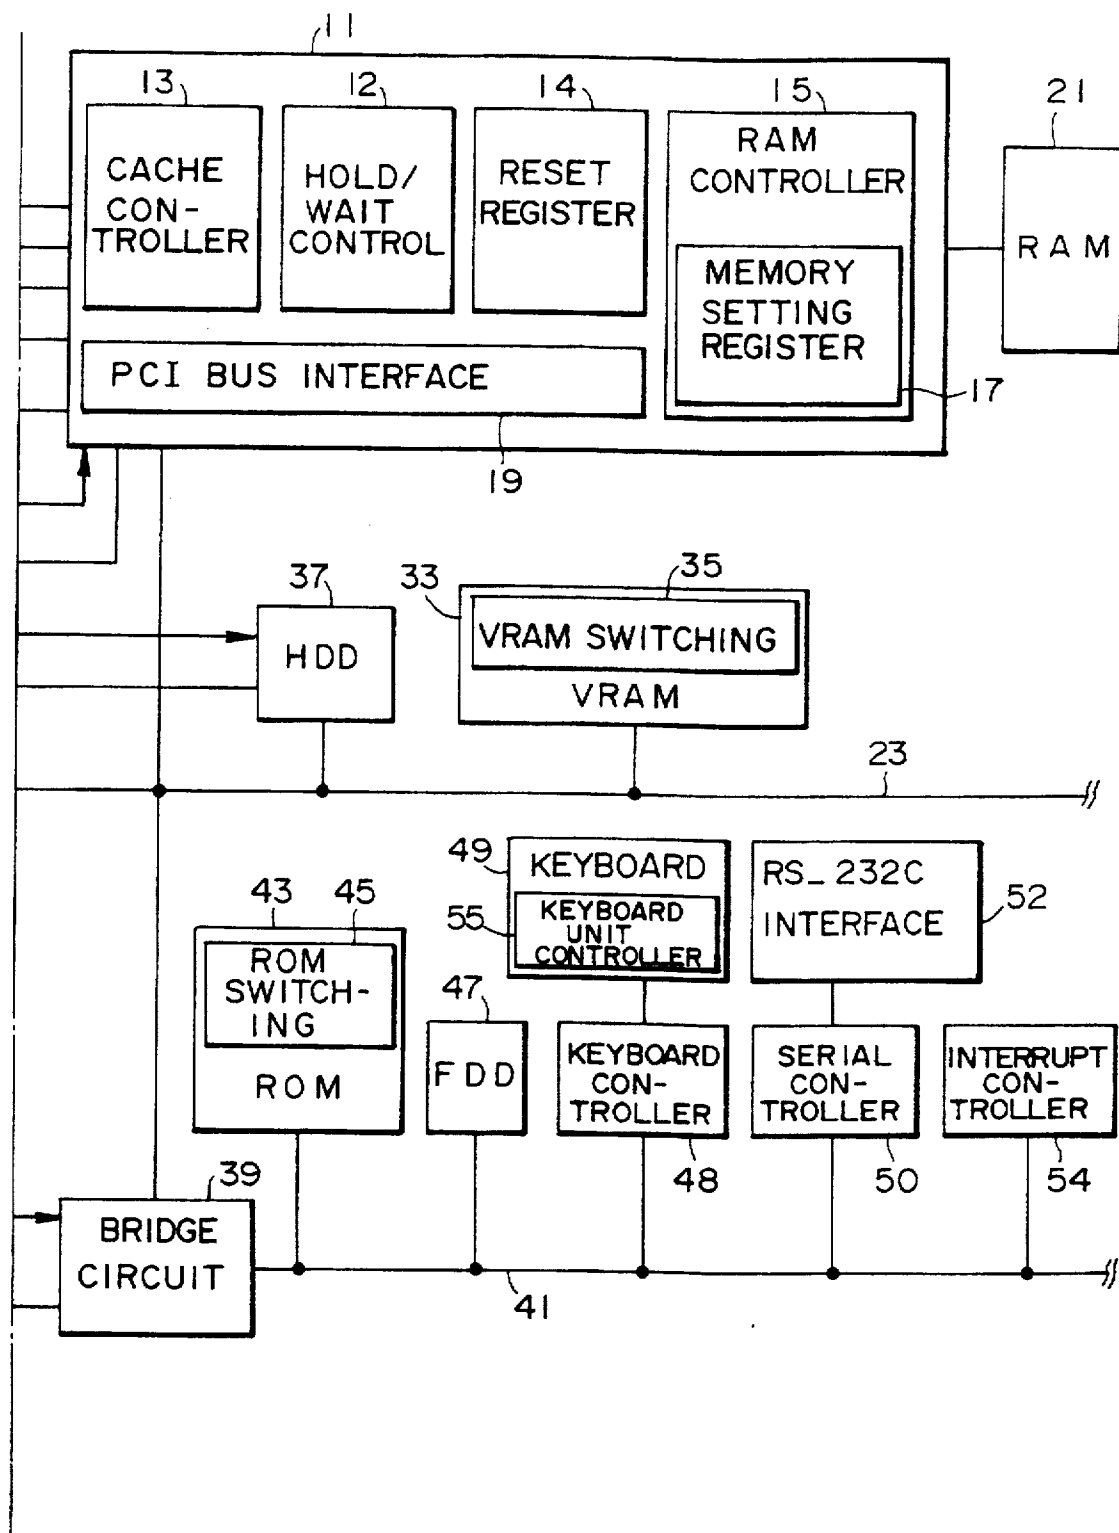 11
13
12
14
15
21
CACHE
CON-
TROLLER
HOLD/
WAIT
CONTROL
RESET
REGISTER
RAM
CONTROLLER
MEMORY
SETTING
REGISTER
RAM
PCI BUS INTERFACE
17
19
37
33
35
HDD
VRAM SWITCHING
VRAM
23
49
KEYBOARD
55
KEYBOARD
UNIT
CONTROLLER
RS_232C
INTERFACE
52
43
45
ROM
SWITCH-
ING
ROM
47
FDD
KEYBOARD
CON-
TROLLER
SERIAL
CON-
TROLLER
INTERRUPT
CON-
TROLLER
48
50
54
39
BRIDGE
CIRCUIT
41